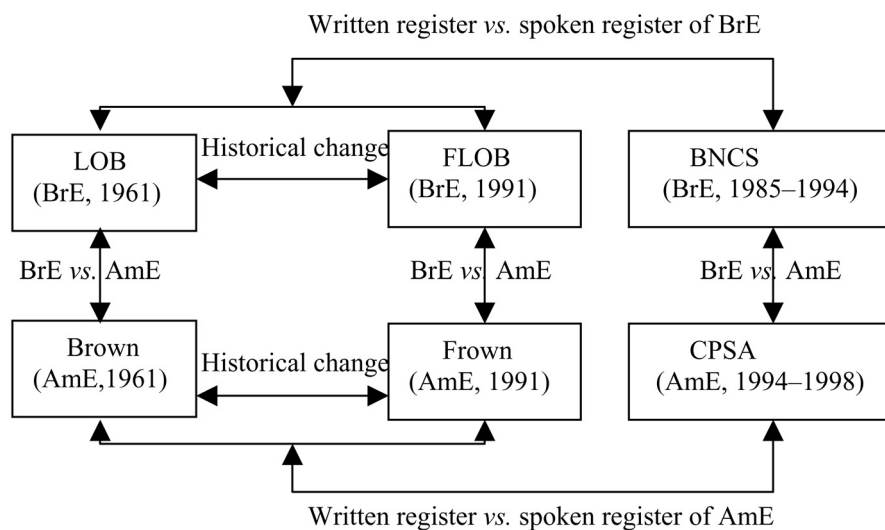 Written register vs. spoken register of BrE
LOB
(BrE, 1961)
Historical change
FLOB
(BrE, 1991)
BNCS
(BrE, 1985–1994)
BrE vs. AmE
BrE vs. AmE
BrE vs. AmE
Brown
(AmE,1961)
Historical change
Frown
(AmE, 1991)
CPSA
(AmE, 1994–1998)
Written register vs. spoken register of AmE